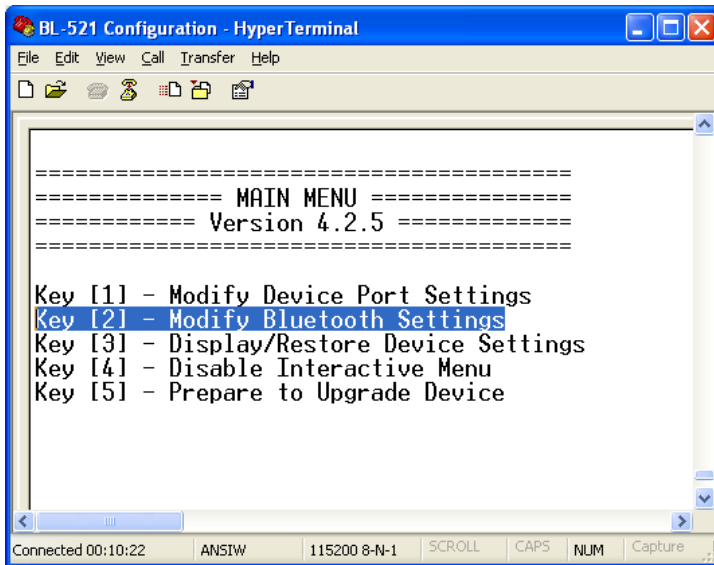 BL-521 Configuration - HyperTerminal
File Edit View Call Transfer Help
========================================
============== MAIN MENU ===============
============ Version 4.2.5 =============
========================================
Key [1] - Modify Device Port Settings
Key [2] - Modify Bluetooth Settings
Key [3] - Display/Restore Device Settings
Key [4] - Disable Interactive Menu
Key [5] - Prepare to Upgrade Device
Connected 00:10:22 ANSIW 115200 8-N-1 SCROLL CAPS NUM Capture